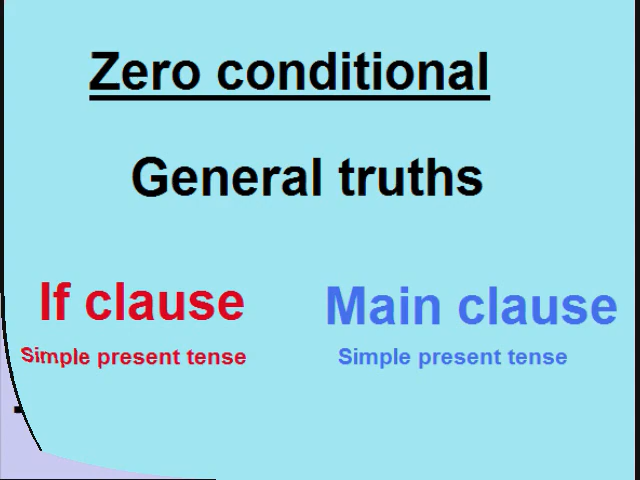 Zero conditional
General truths
If clause
Main clause
Simple present tense
Simple present tense